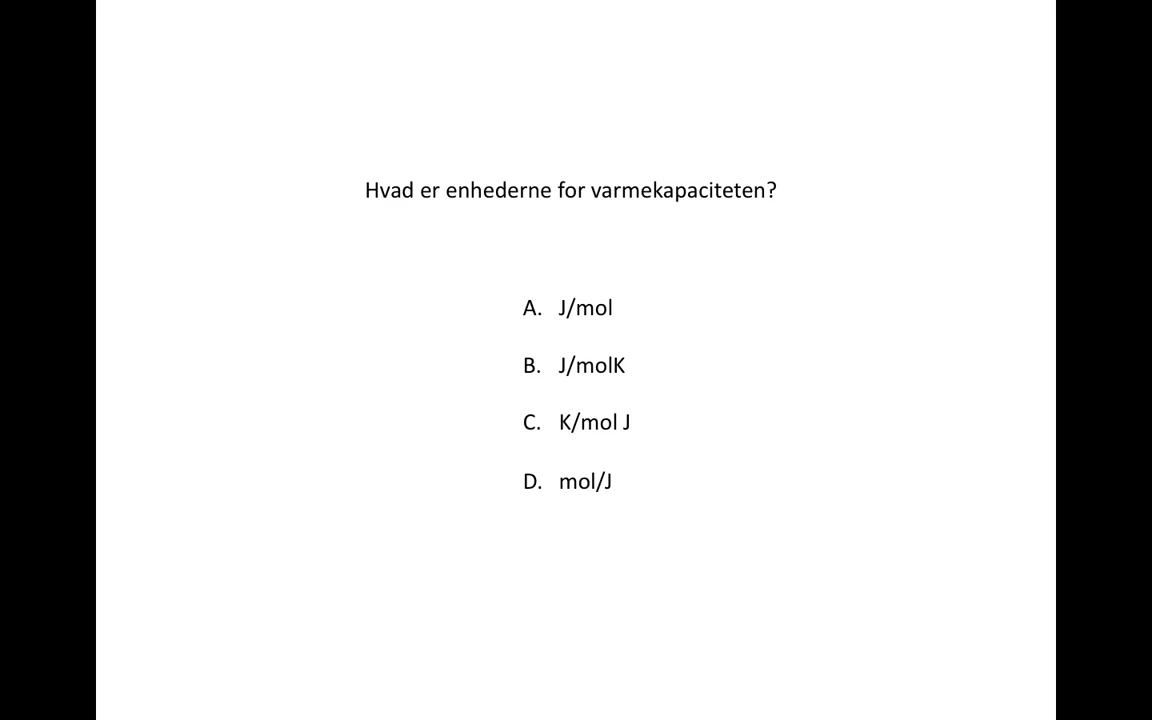 Hvad er enhederne for varmekapaciteten?
A. J/mol
B. J/molK
C. K/mol J
D. mol/J